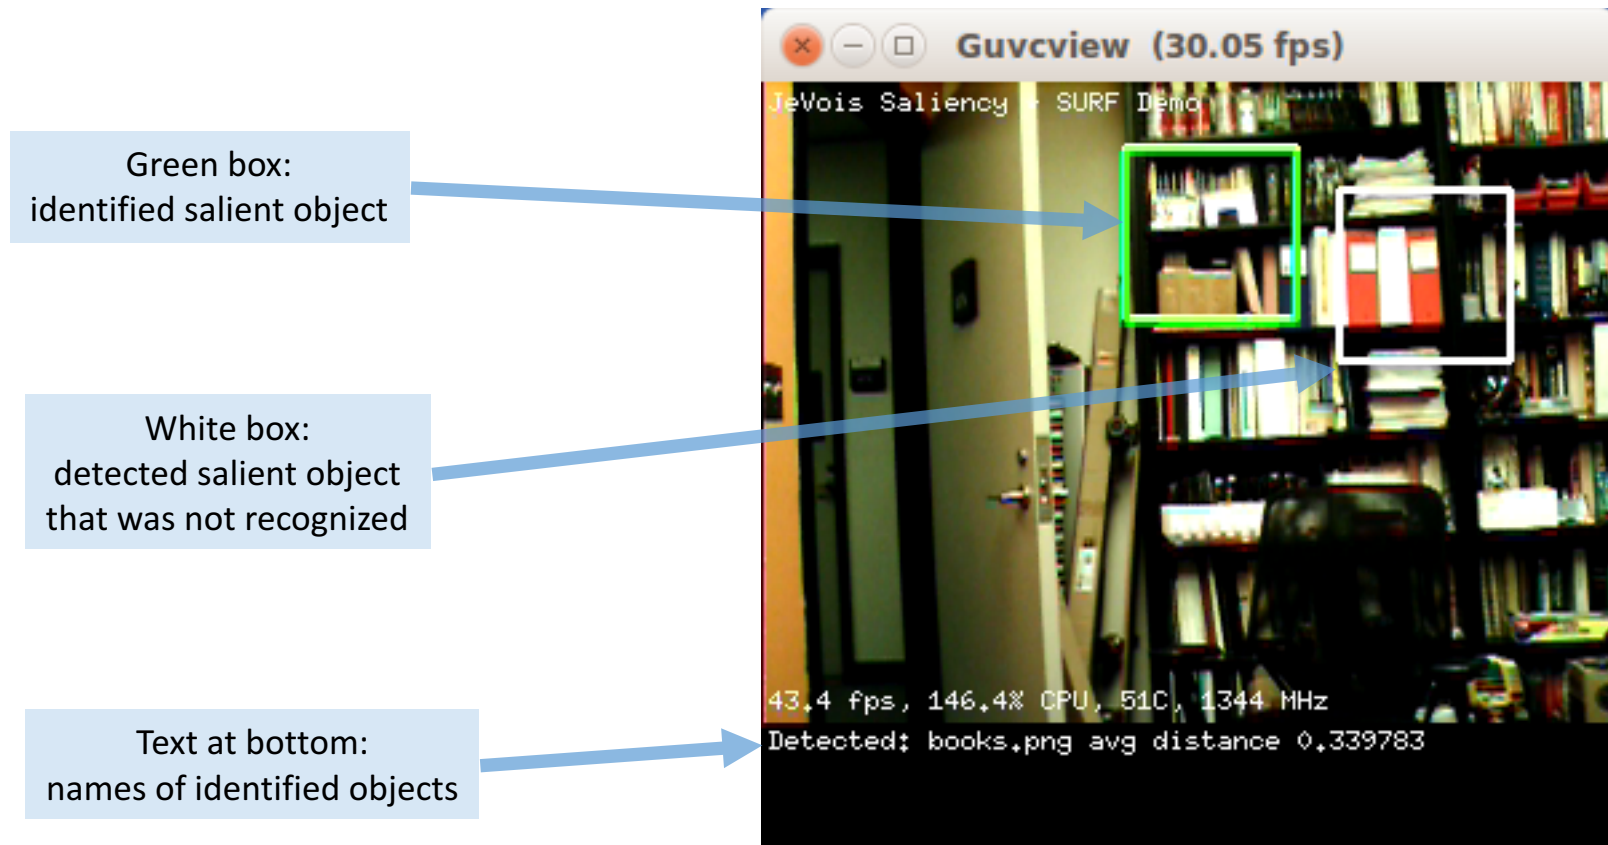 Guvcview (30.05 fps)
JeVois Saliency + SURF Demo
Green box:
identified salient object
White box:
detected salient object
that was not recognized
43.4 fps, 146.4% CPU, 51C, 1344 MHz
Text at bottom:
names of identified objects
Detected: books.png avg distance 0.339783